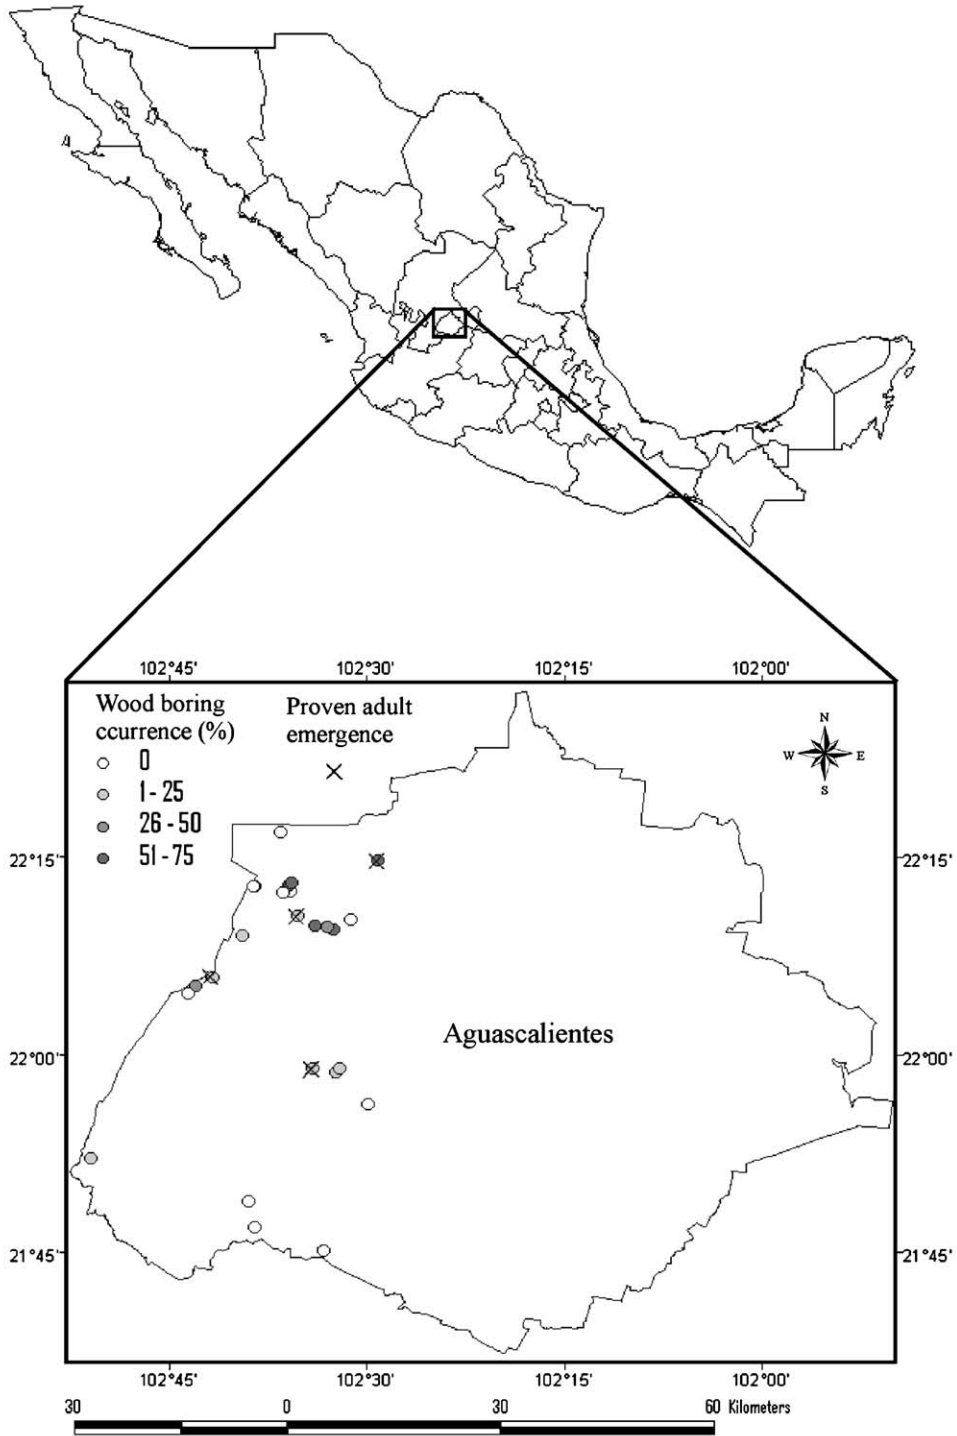 102°45' 102°30' 102°15' 102°00'
Wood boring
ccurrence (%)
0
1 - 25
26 - 50
51 - 75
Proven adult
emergence
N
W E
S
22°15' 22°15'
Aguascalientes
22°00' 22°00'
21°45' 21°45'
102°45' 102°30' 102°15' 102°00'
30 0 30 60 Kilometers